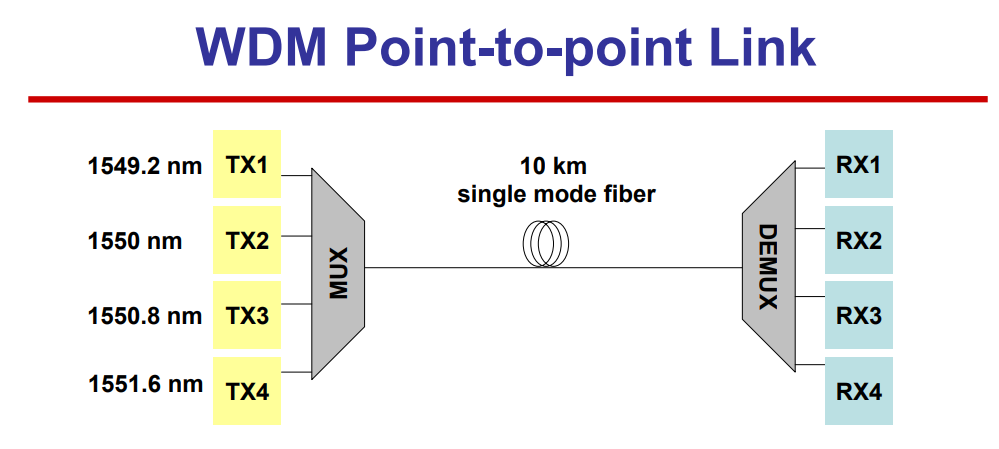 WDM Point-to-point Link
1549.2 nm
TX1
1550 nm
TX2
1550.8 nm
TX3
1551.6 nm
TX4
MUX
10 km
single mode fiber
DEMUX
RX1
RX2
RX3
RX4